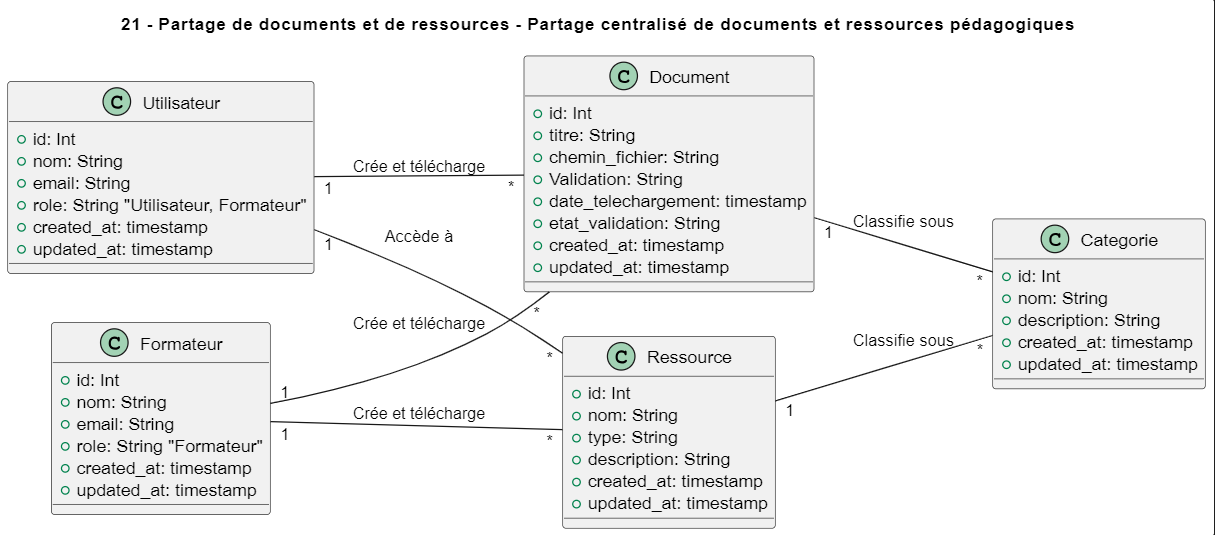 21 - Partage de documents et de ressources - Partage centralisé de documents et ressources pédagogiques
C Utilisateur
id: Int
nom: String
email: String
role: String "Utilisateur, Formateur"
created_at: timestamp
updated_at: timestamp
C Document
id: Int
titre: String
chemin_fichier: String
Validation: String
date_telechargement: timestamp
etat_validation: String
created_at: timestamp
updated_at: timestamp
Crée et télécharge
1
*
Accède à
1
*
Classifie sous
1
*
C Categorie
id: Int
nom: String
description: String
created_at: timestamp
updated_at: timestamp
C Formateur
id: Int
nom: String
email: String
role: String "Formateur"
created_at: timestamp
updated_at: timestamp
Crée et télécharge
1
*
Crée et télécharge
1
*
C Ressource
id: Int
nom: String
type: String
description: String
created_at: timestamp
updated_at: timestamp
Classifie sous
1
*